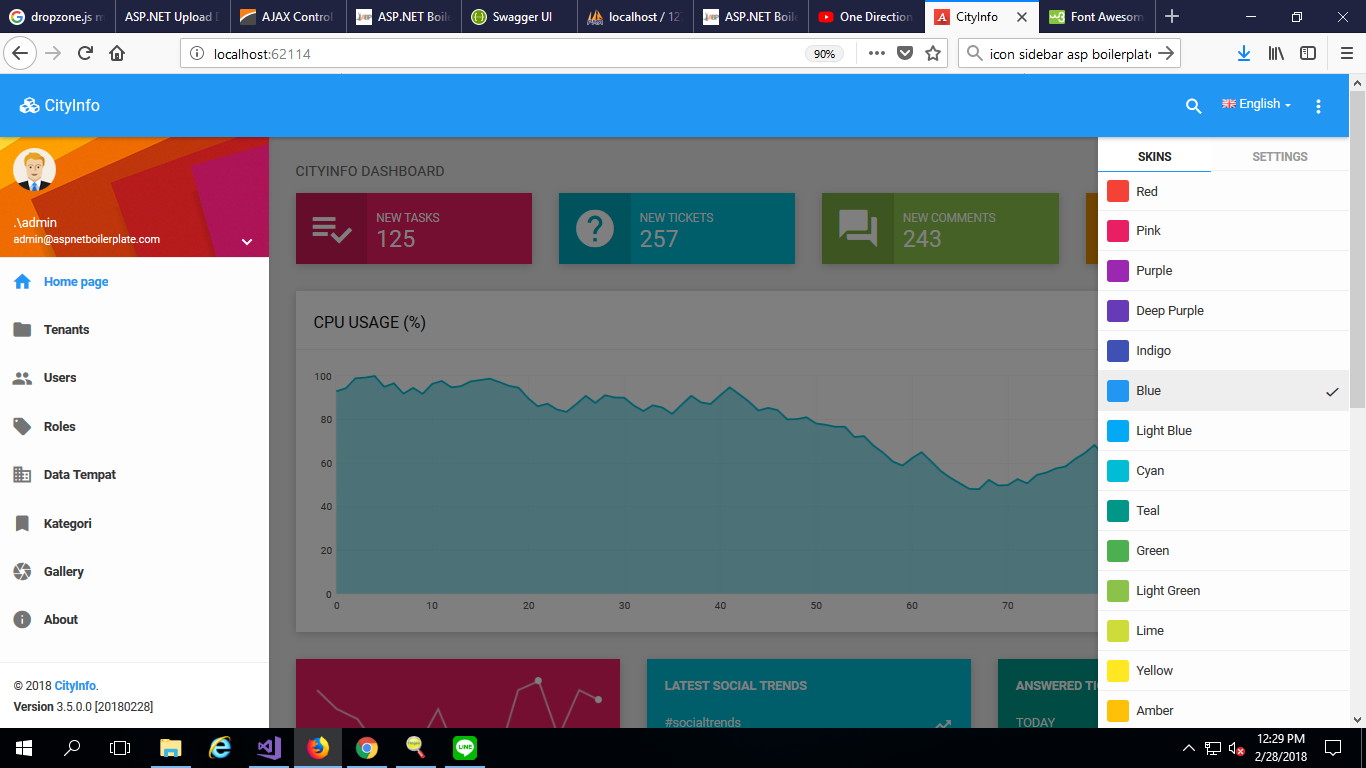 dropzone.js m
ASP.NET Upload D
AJAX Control
ASP.NET Boile
Swagger UI
localhost / 127
ASP.NET Boile
One Direction
CityInfo
Font Awesom
localhost:62114
90%
icon sidebar asp boilerplate
CityInfo
English
.\admin
admin@aspnetboilerplate.com
Home page
Tenants
Users
Roles
Data Tempat
Kategori
Gallery
About
© 2018 CityInfo.
Version 3.5.0.0 [20180228]
CITYINFO DASHBOARD
NEW TASKS
125
NEW TICKETS
257
NEW COMMENTS
243
CPU USAGE (%)
100
80
60
40
20
0
0 10 20 30 40 50 60 70
LATEST SOCIAL TRENDS
#socialtrends
ANSWERED TI
TODAY
SKINS
SETTINGS
Red
Pink
Purple
Deep Purple
Indigo
Blue
Light Blue
Cyan
Teal
Green
Light Green
Lime
Yellow
Amber
LINE
12:29 PM
2/28/2018